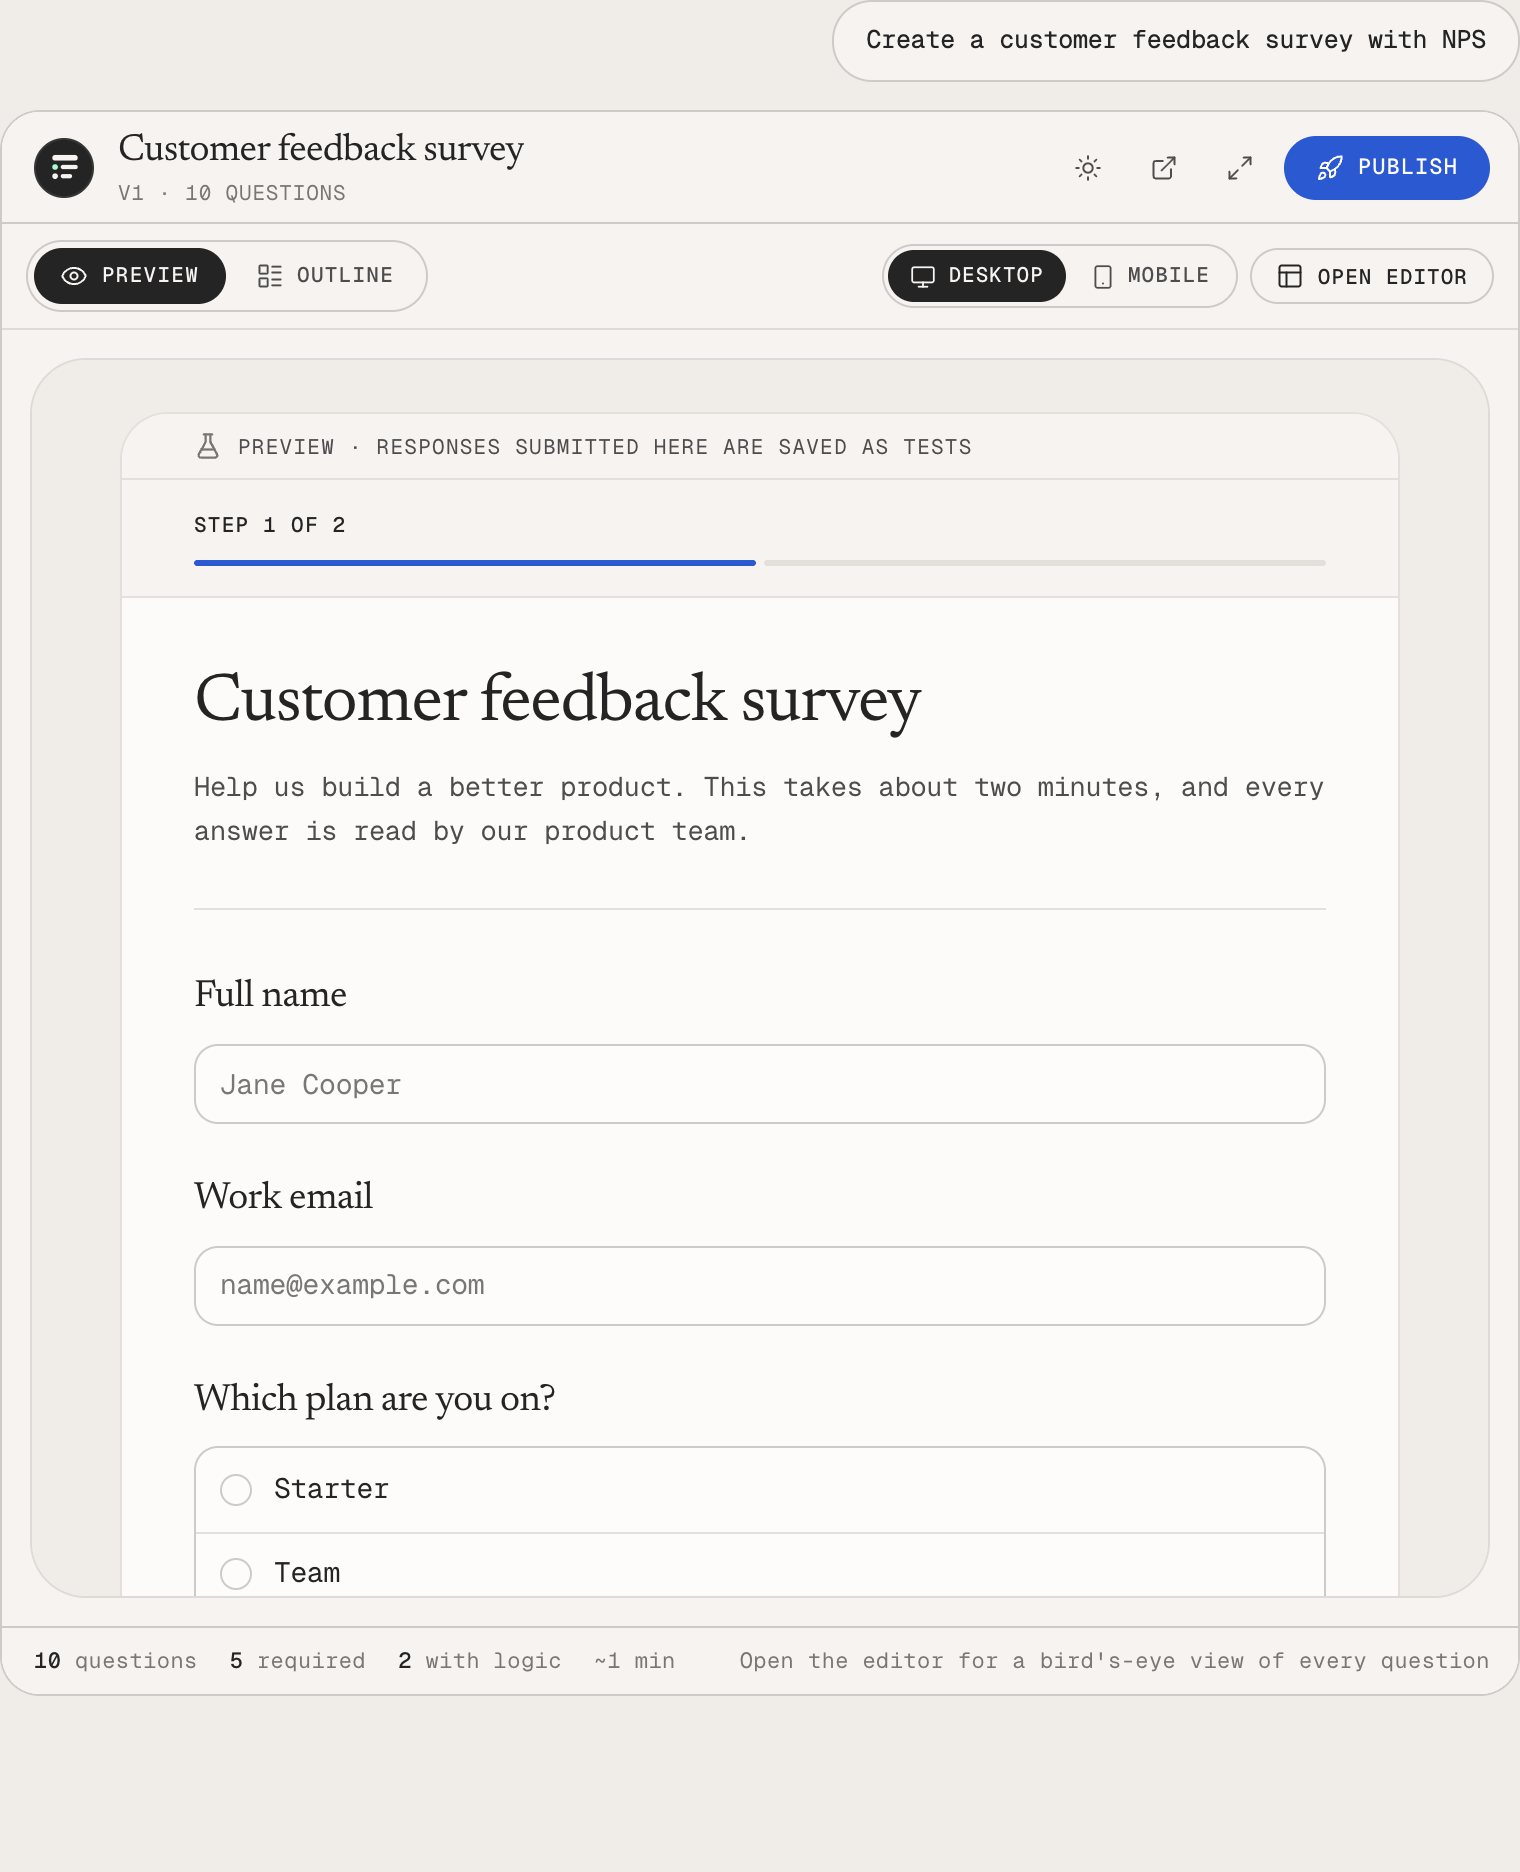 Create a customer feedback survey with NPS
Customer feedback survey
V1 · 10 QUESTIONS
PUBLISH
PREVIEW
OUTLINE
DESKTOP
MOBILE
OPEN EDITOR
PREVIEW · RESPONSES SUBMITTED HERE ARE SAVED AS TESTS
STEP 1 OF 2
Customer feedback survey
Help us build a better product. This takes about two minutes, and every
answer is read by our product team.
Full name
Jane Cooper
Work email
name@example.com
Which plan are you on?
Starter
Team
10 questions 5 required 2 with logic ~1 min Open the editor for a bird's-eye view of every question